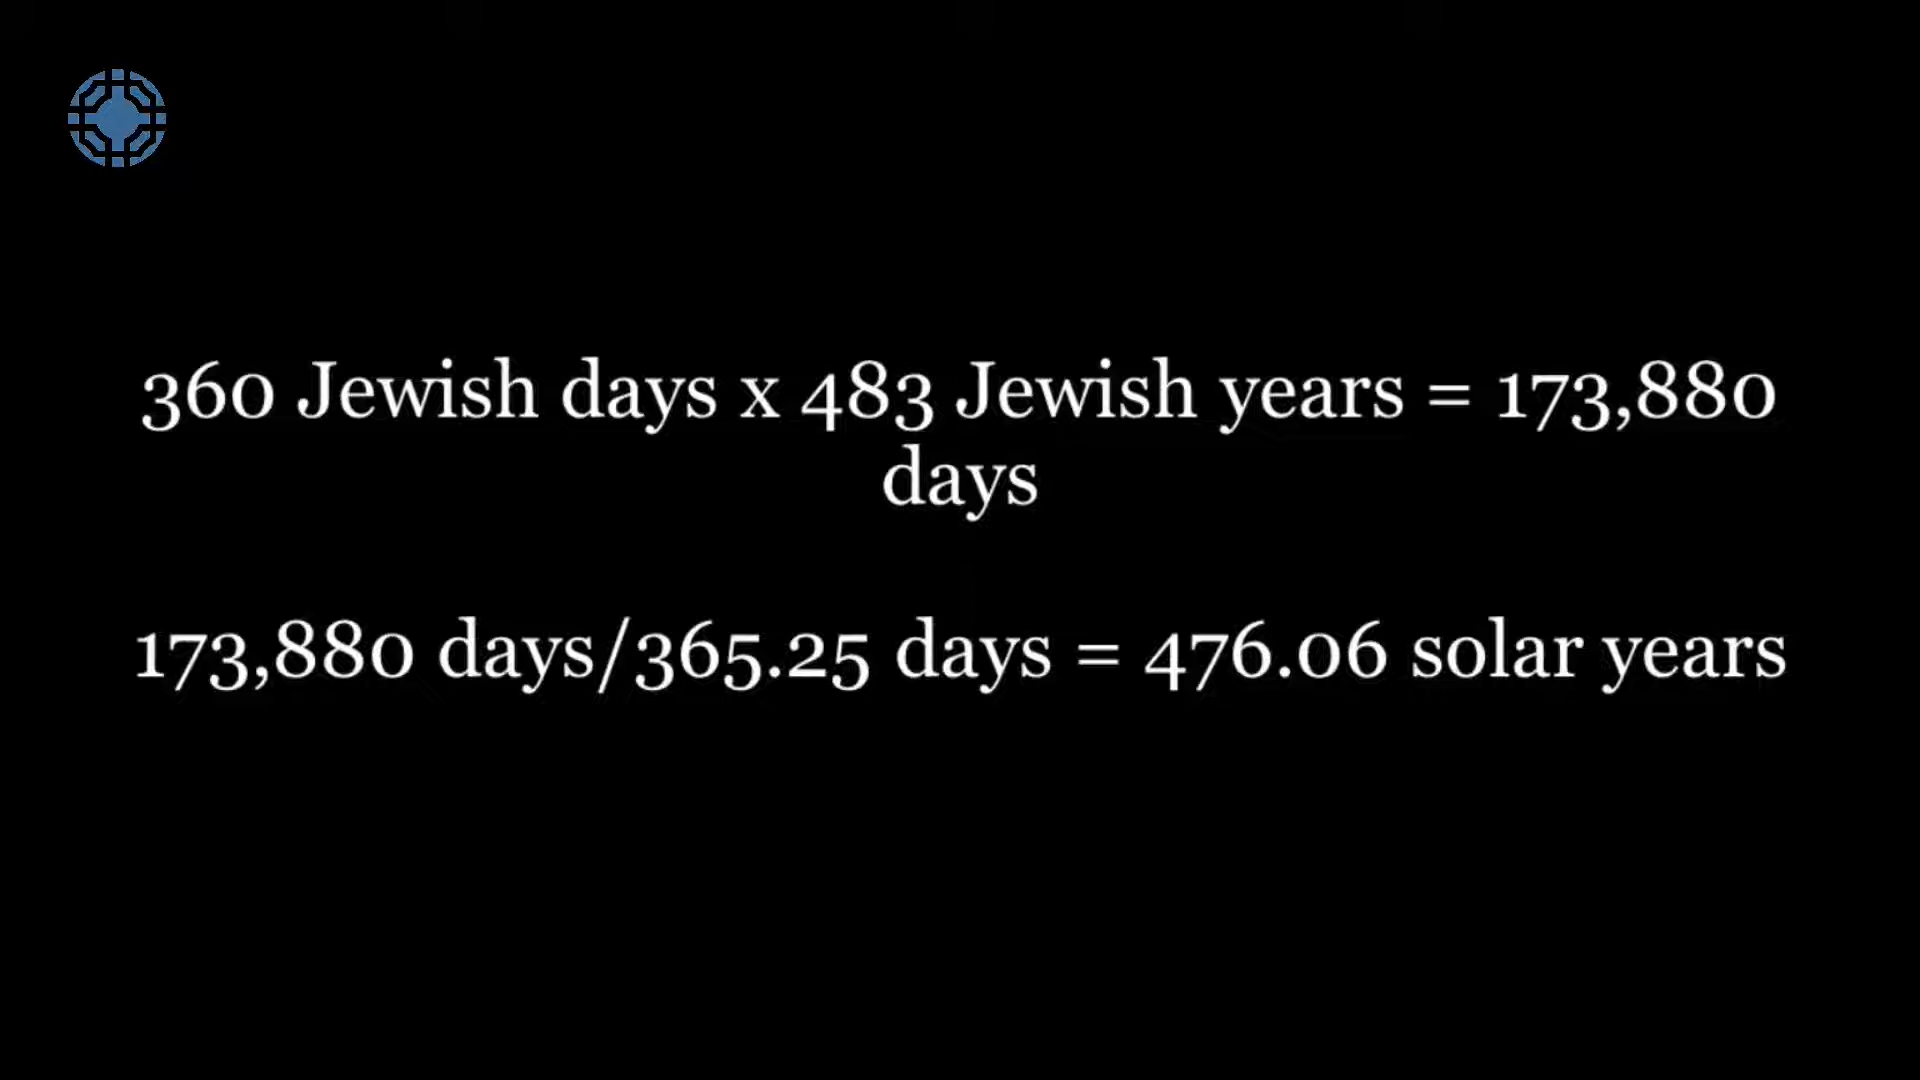 360 Jewish days x 483 Jewish years = 173,880
days
173,880 days/365.25 days = 476.06 solar years